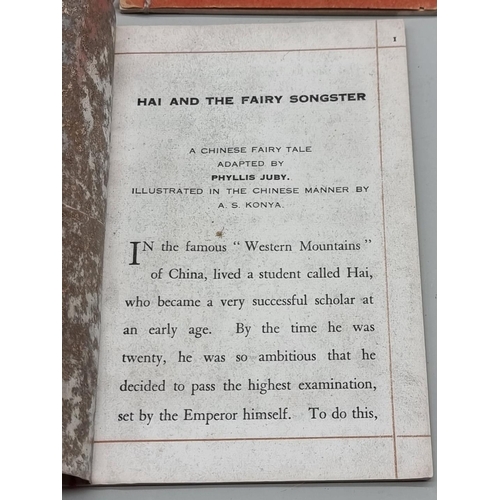 1
HAI AND THE FAIRY SONGSTER
A CHINESE FAIRY TALE
ADAPTED BY
PHYLLIS JUBY.
ILLUSTRATED IN THE CHINESE MANNER BY
A. S. KONYA.
IN the famous "Western Mountains"
of China, lived a student called Hai,
who became a very successful scholar at
an early age. By the time he was
twenty, he was so ambitious that he
decided to pass the highest examination,
set by the Emperor himself. To do this,